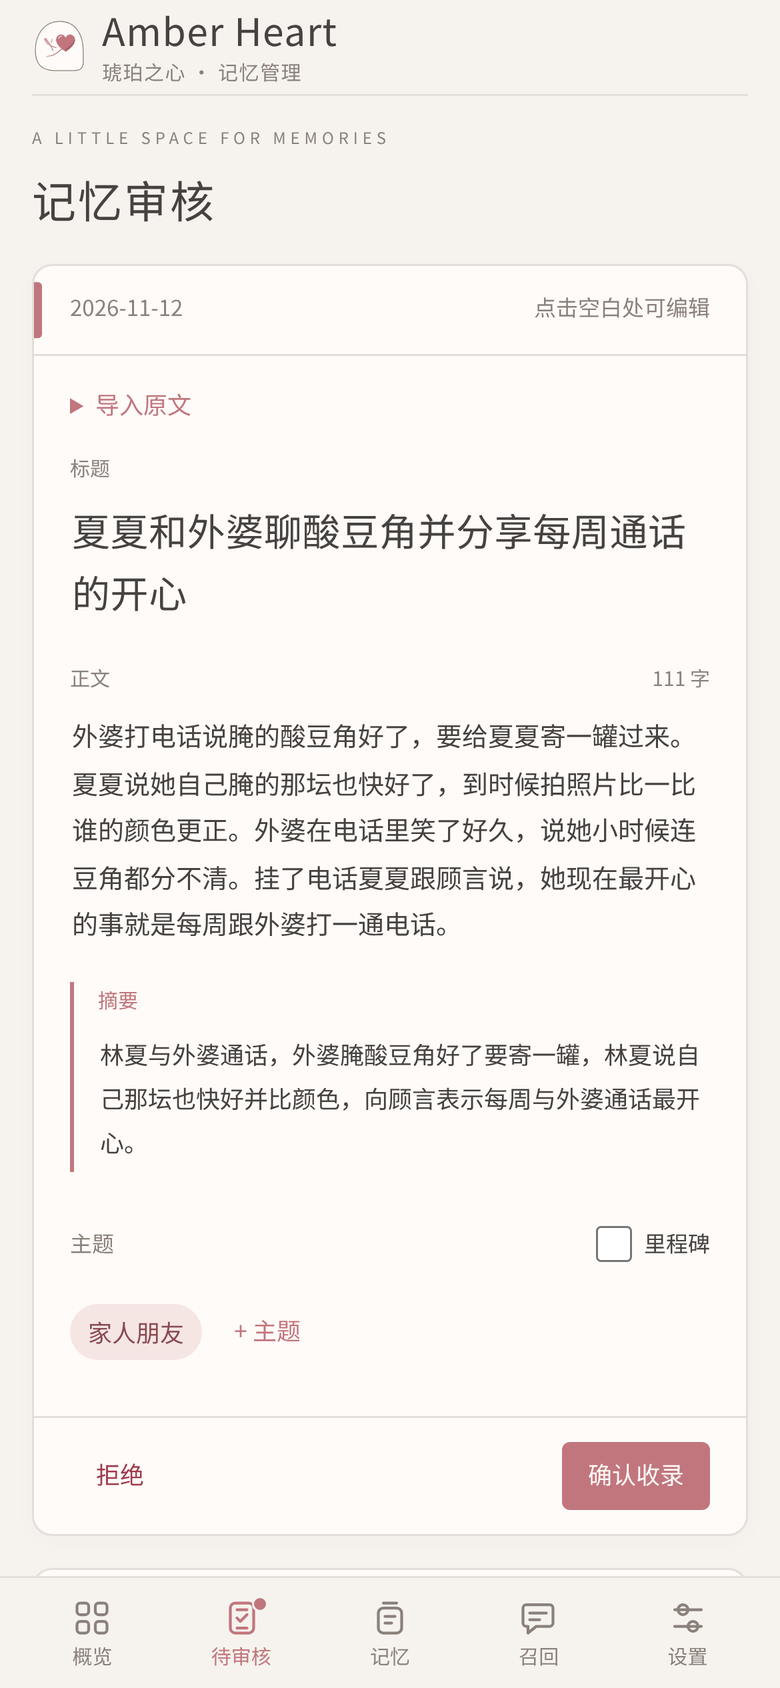 Amber Heart
琥珀之心 · 记忆管理
A LITTLE SPACE FOR MEMORIES
记忆审核
2026-11-12
点击空白处可编辑
导入原文
标题
夏夏和外婆聊酸豆角并分享每周通话
的开心
正文
111 字
外婆打电话说腌的酸豆角好了，要给夏夏寄一罐过来。
夏夏说她自己腌的那坛也快好了，到时候拍照片比一比
谁的颜色更正。外婆在电话里笑了好久，说她小时候连
豆角都分不清。挂了电话夏夏跟顾言说，她现在最开心
的事就是每周跟外婆打一通电话。
摘要
林夏与外婆通话，外婆腌酸豆角好了要寄一罐，林夏说自
己那坛也快好并比颜色，向顾言表示每周与外婆通话最开
心。
主题
里程碑
家人朋友
+ 主题
拒绝
确认收录
概览
待审核
记忆
召回
设置